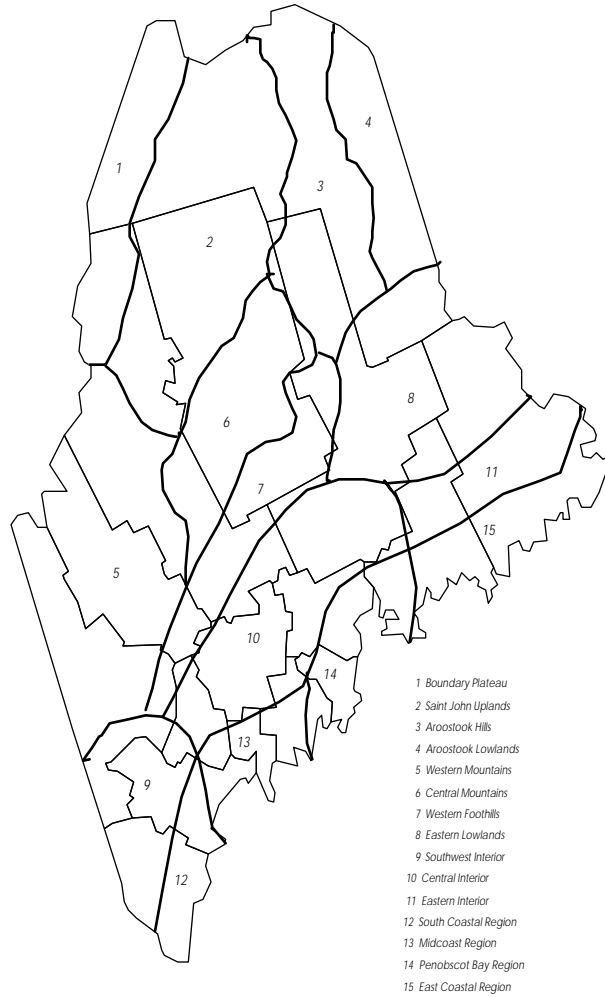 4
1
3
2
8
6
11
7
15
5
10
14
13
9
12
1 Boundary Plateau
2 Saint John Uplands
3 Aroostook Hills
4 Aroostook Lowlands
5 Western Mountains
6 Central Mountains
7 Western Foothills
8 Eastern Lowlands
9 Southwest Interior
10 Central Interior
11 Eastern Interior
12 South Coastal Region
13 Midcoast Region
14 Penobscot Bay Region
15 East Coastal Region